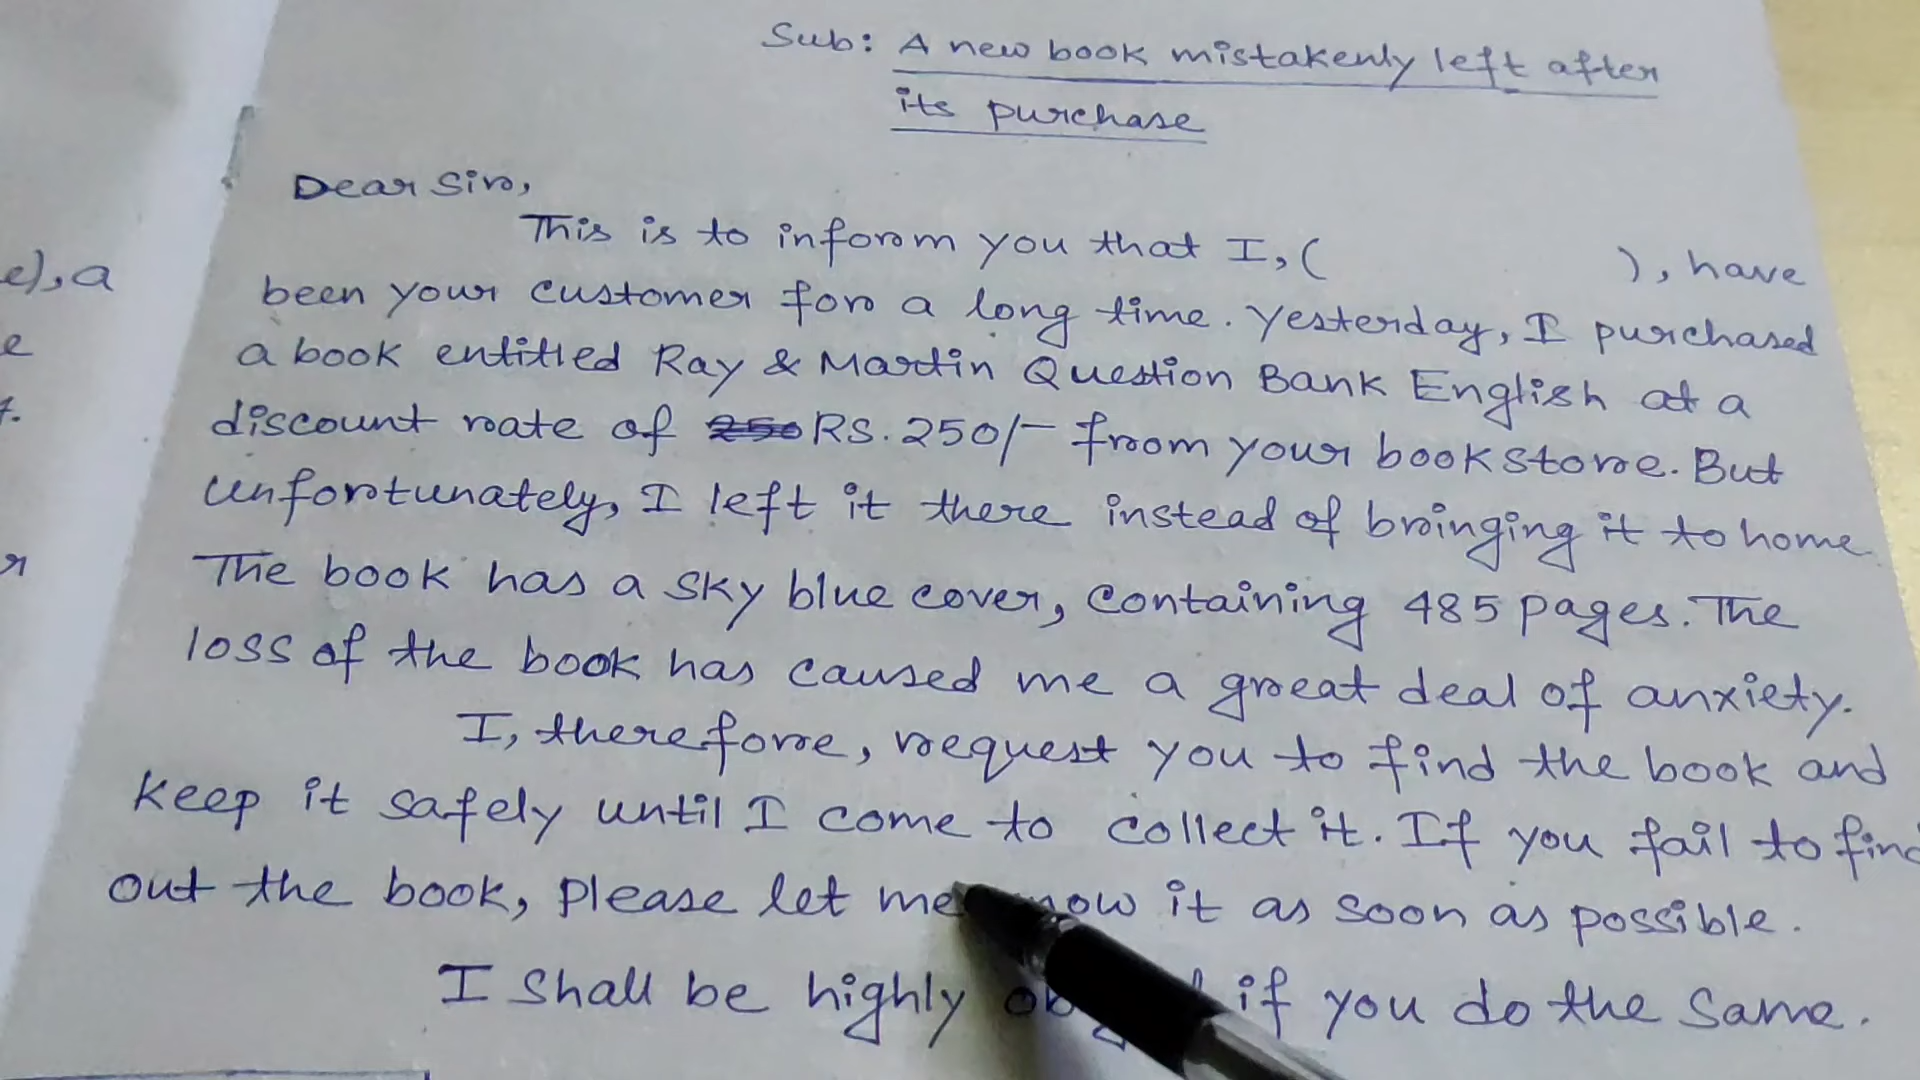 Sub: A new book mistakenly left after
its purchase
Dear Sir,
This is to inform you that I, ( ), have
been your customer for a long time. Yesterday, I purchased
a book entitled Ray & Martin Question Bank English at a
discount rate of 250 RS. 250/- from your bookstore. But
unfortunately, I left it there instead of bringing it to home.
The book has a sky blue cover, containing 485 pages. The
loss of the book has caused me a great deal of anxiety.
I, therefore, request you to find the book and
keep it safely until I come to collect it. If you fail to find
out the book, please let me it as soon as possible.
I shall be highly if you do the same.
e), a
e
r